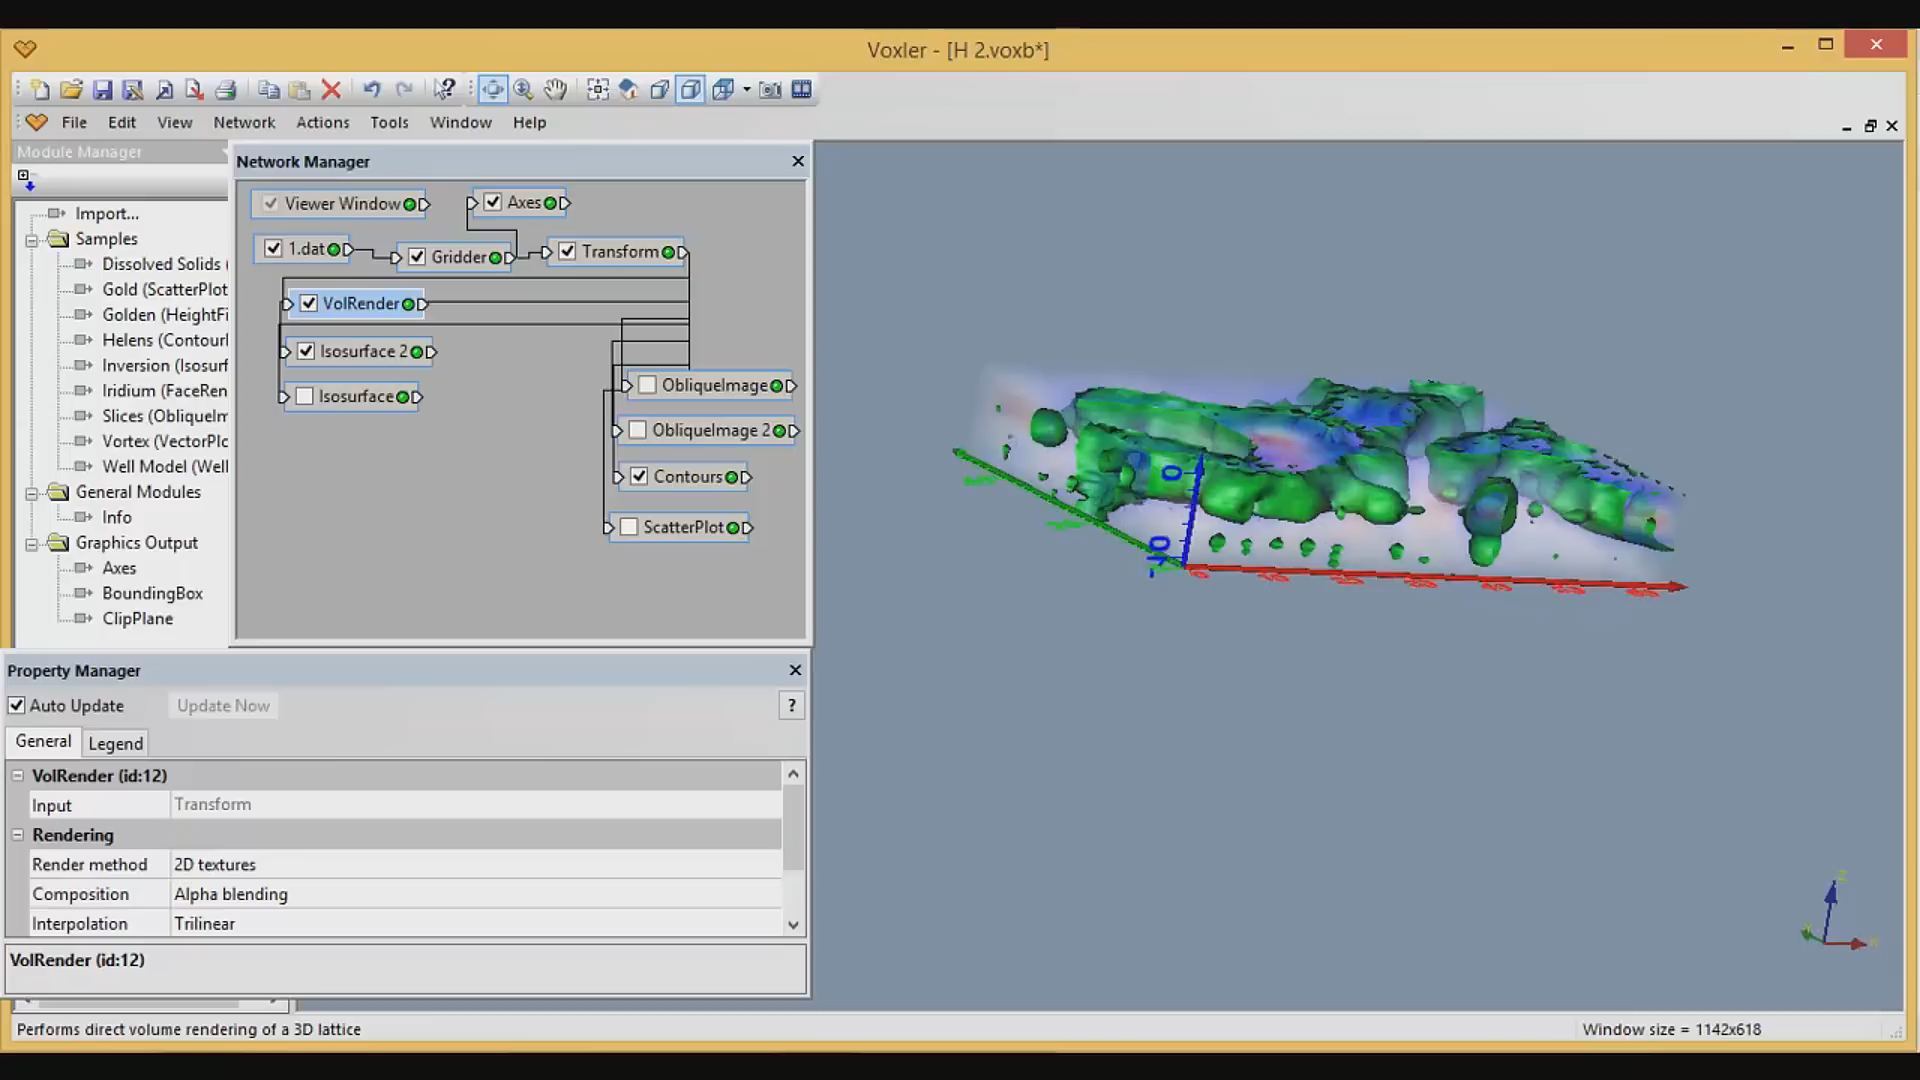 Voxler - [H 2.voxb*]
File Edit View Network Actions Tools Window Help
Module Manager
Import...
Samples
Dissolved Solids (
Gold (ScatterPlot
Golden (HeightFi
Helens (Contour
Inversion (Isosurf
Iridium (FaceRen
Slices (ObliqueIm
Vortex (VectorPlo
Well Model (Well
General Modules
Info
Graphics Output
Axes
BoundingBox
ClipPlane
Network Manager
Viewer Window
Axes
1.dat
Gridder
Transform
VolRender
Isosurface 2
Isosurface
ObliqueImage
ObliqueImage 2
Contours
ScatterPlot
Property Manager
Auto Update Update Now ?
General Legend
VolRender (id:12)
Input Transform
Rendering
Render method 2D textures
Composition Alpha blending
Interpolation Trilinear
VolRender (id:12)
0
Z
Performs direct volume rendering of a 3D lattice
Window size = 1142x618